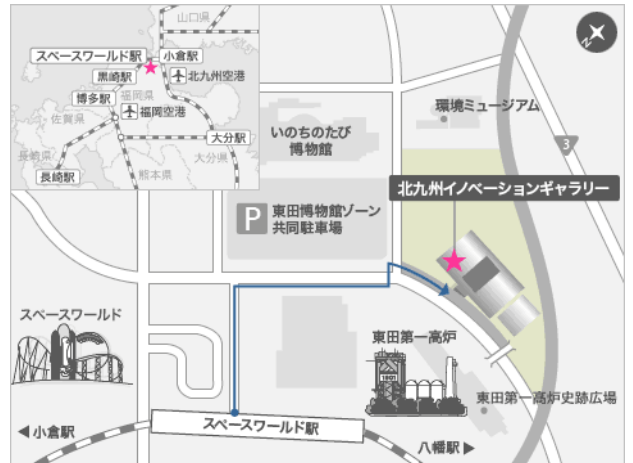 山口県
スペースワールド駅
小倉駅
黒崎駅
北九州空港
博多駅
福岡県
福岡空港
佐賀県
大分駅
長崎県
大分県
長崎駅
熊本県
N
環境ミュージアム
いのちのたび
博物館
3
北九州イノベーションギャラリー
P
東田博物館ゾーン
共同駐車場
スペースワールド
東田第一高炉
1901
東田第一高炉史跡広場
スペースワールド駅
◀小倉駅
八幡駅▶